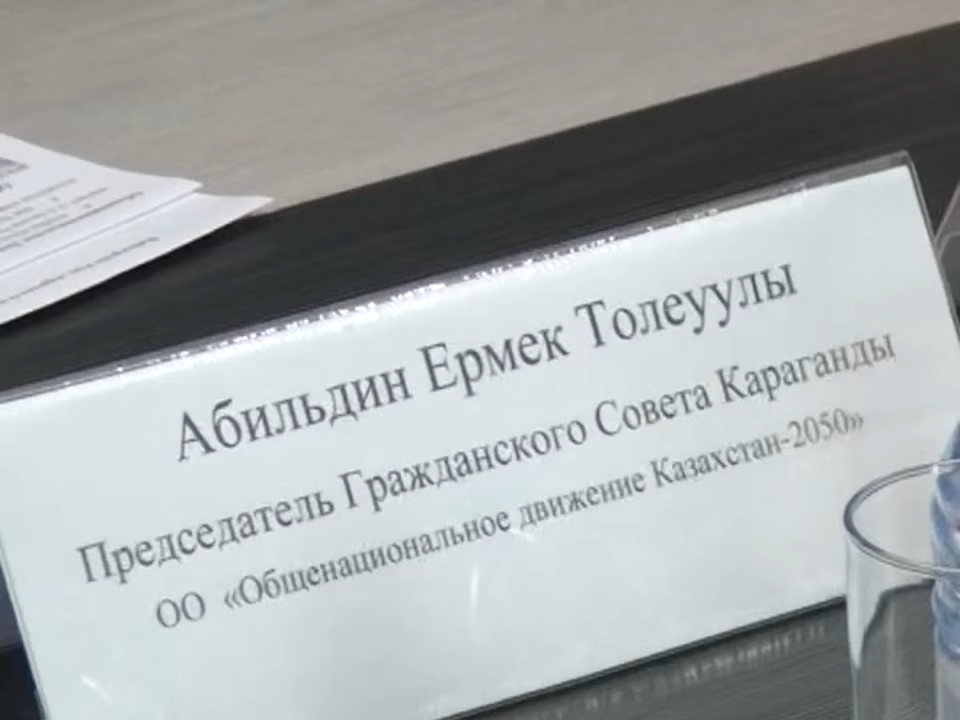 Абильдин Ермек Толеуулы
Председатель Гражданского Совета Караганды
ОО «Общенациональное движение Казахстан-2050»